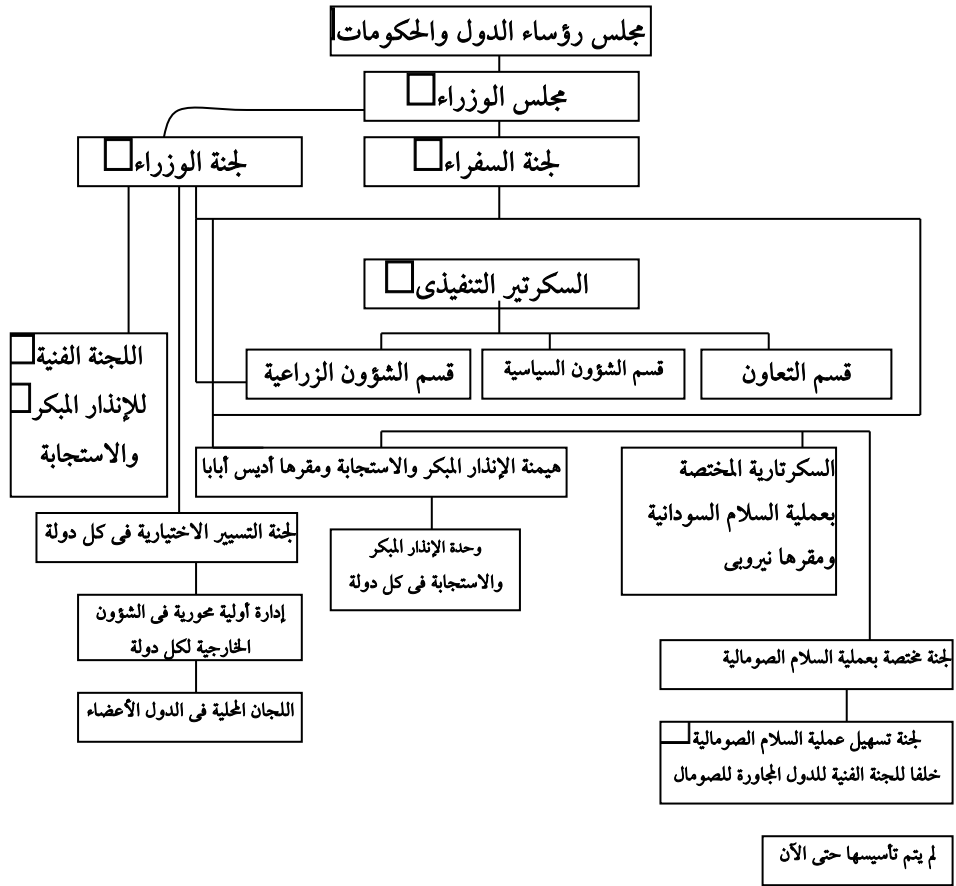 مجلس رؤساء الدول والحكومات
مجلس الوزراء
لجنة السفراء
لجنة الوزراء
السكرتير التنفيذى
قسم التعاون
قسم الشؤون السياسية
قسم الشؤون الزراعية
اللجنة الفنية
للإنذار المبكر
والاستجابة
السكرتارية المختصة
بعملية السلام السودانية
ومقرها نيروبى
هيمنة الإنذار المبكر والاستجابة ومقرها أديس أبابا
وحدة الإنذار المبكر
والاستجابة فى كل دولة
لجنة التسيير الاختيارية فى كل دولة
إدارة أولية محورية فى الشؤون
الخارجية لكل دولة
اللجان المحلية فى الدول الأعضاء
لجنة مختصة بعملية السلام الصومالية
لجنة تسهيل عملية السلام الصومالية
خلفا للجنة الفنية للدول المجاورة للصومال
لم يتم تأسيسها حتى الآن